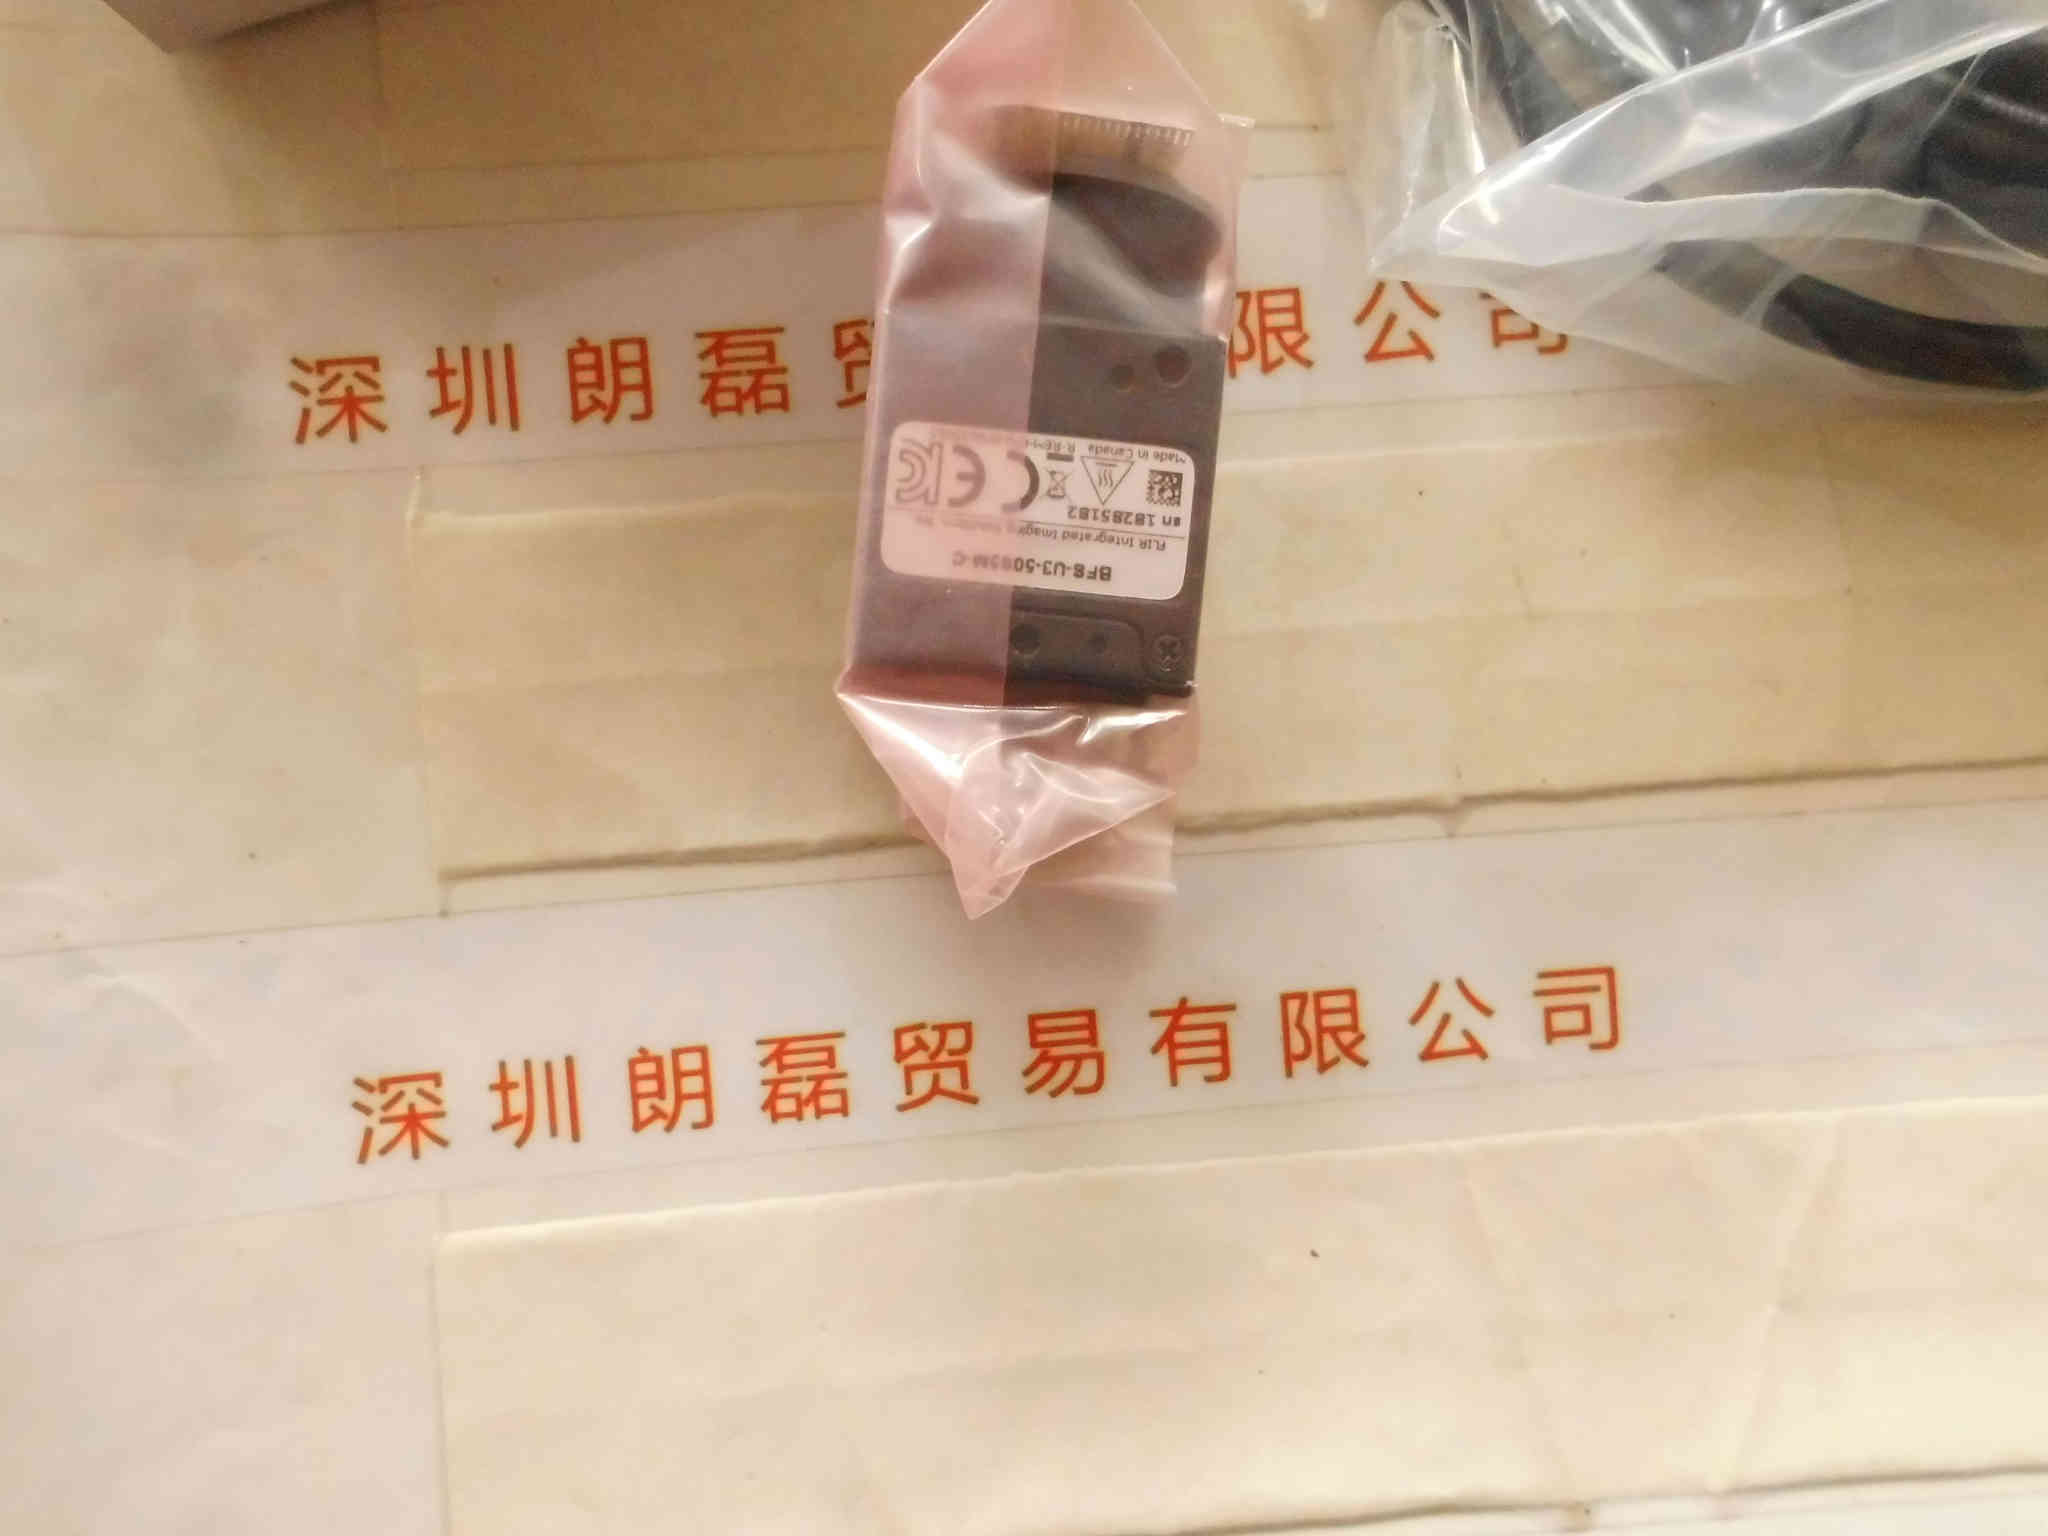 深圳朗磊贸 限公司
BFS-U3-50S5M-C
FLIR Integrated Imaging Solutions Inc
sn 18285182
Made in Canada
深圳朗磊贸易有限公司